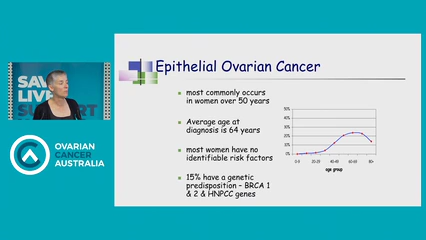 SAVE
LIVE
SUPPORT
OVARIAN
CANCER
AUSTRALIA
Epithelial Ovarian Cancer
most commonly occurs
in women over 50 years
Average age at
diagnosis is 64 years
most women have no
identifiable risk factors
15% have a genetic
predisposition – BRCA 1
& 2 & HNPCC genes
50%
40%
30%
20%
10%
0%
age group